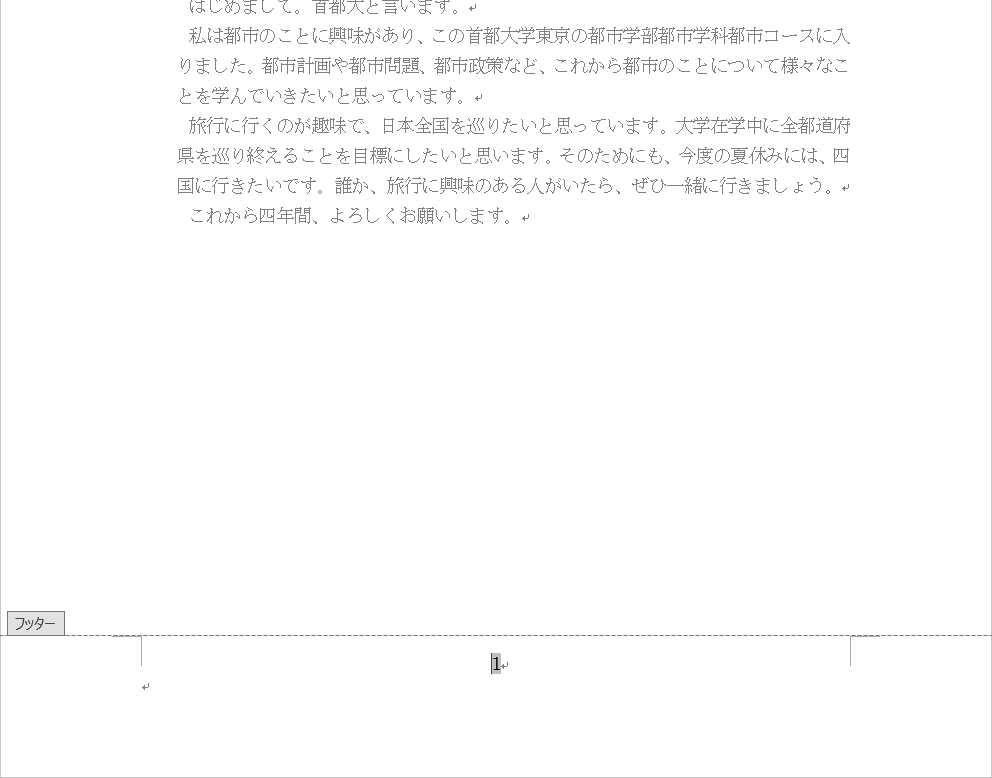 はじめまして。首都大と言います。
私は都市のことに興味があり、この首都大学東京の都市学部都市学科都市コースに入
りました。都市計画や都市問題、都市政策など、これから都市のことについて様々なこ
とを学んでいきたいと思っています。
旅行に行くのが趣味で、日本全国を巡りたいと思っています。大学在学中に全都道府
県を巡り終えることを目標にしたいと思います。そのためにも、今度の夏休みには、四
国に行きたいです。誰か、旅行に興味のある人がいたら、ぜひ一緒に行きましょう。
これから四年間、よろしくお願いします。
フッター
1